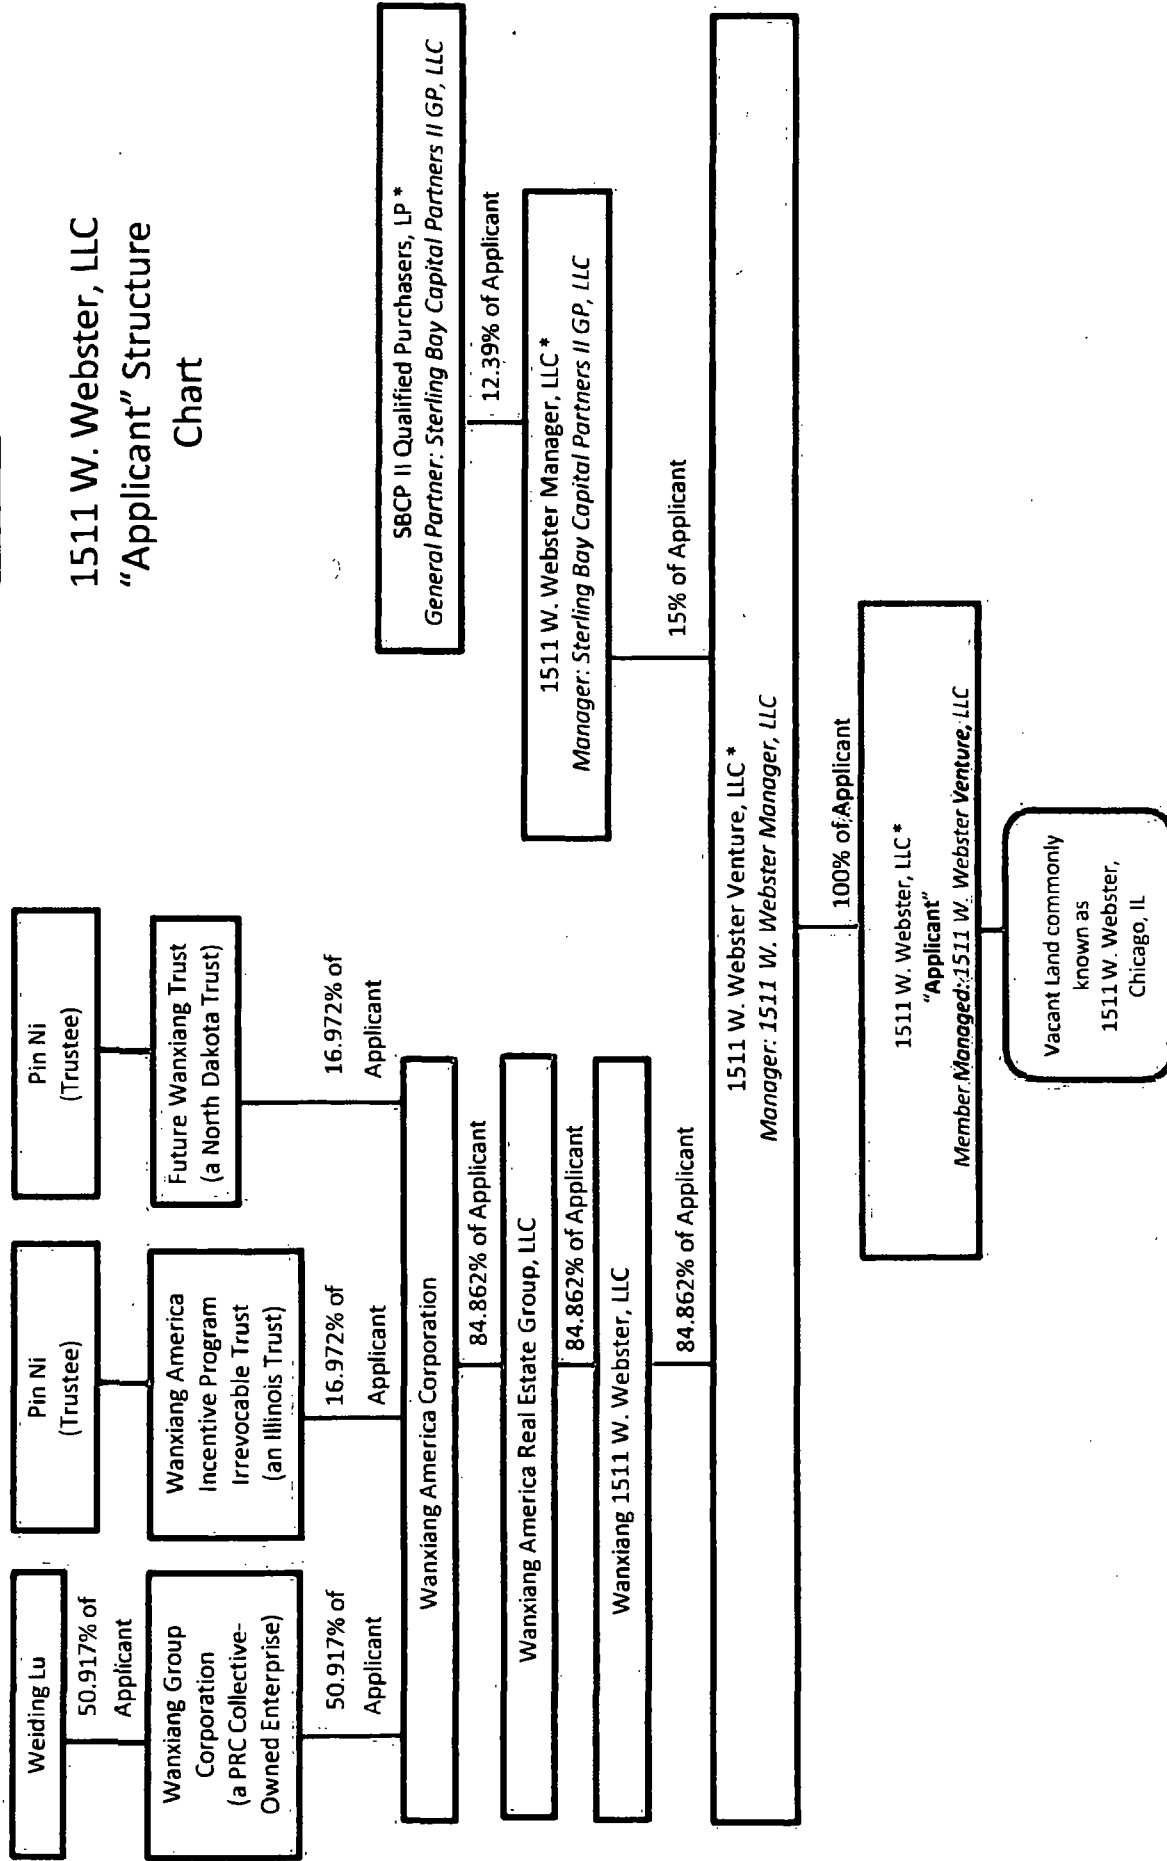 1511 W. Webster, LLC
"Applicant" Structure
Chart
Weiding Lu
50.917% of
Applicant
Wanxiang Group
Corporation
(a PRC Collective-
Owned Enterprise)
50.917% of
Applicant
Pin Ni
(Trustee)
Wanxiang America
Incentive Program
Irrevocable Trust
(an Illinois Trust)
16.972% of
Applicant
Pin Ni
(Trustee)
Future Wanxiang Trust
(a North Dakota Trust)
16.972% of
Applicant
Wanxiang America Corporation
84.862% of Applicant
Wanxiang America Real Estate Group, LLC
84.862% of Applicant
Wanxiang 1511 W. Webster, LLC
84.862% of Applicant
SBCP II Qualified Purchasers, LP *
General Partner: Sterling Bay Capital Partners II GP, LLC
12.39% of Applicant
1511 W. Webster Manager, LLC *
Manager: Sterling Bay Capital Partners II GP, LLC
15% of Applicant
1511 W. Webster Venture, LLC *
Manager: 1511 W. Webster Manager, LLC
100% of Applicant
1511 W. Webster, LLC *
"Applicant"
Member Managed: 1511 W. Webster Venture, LLC
Vacant Land commonly
known as
1511 W. Webster,
Chicago, IL